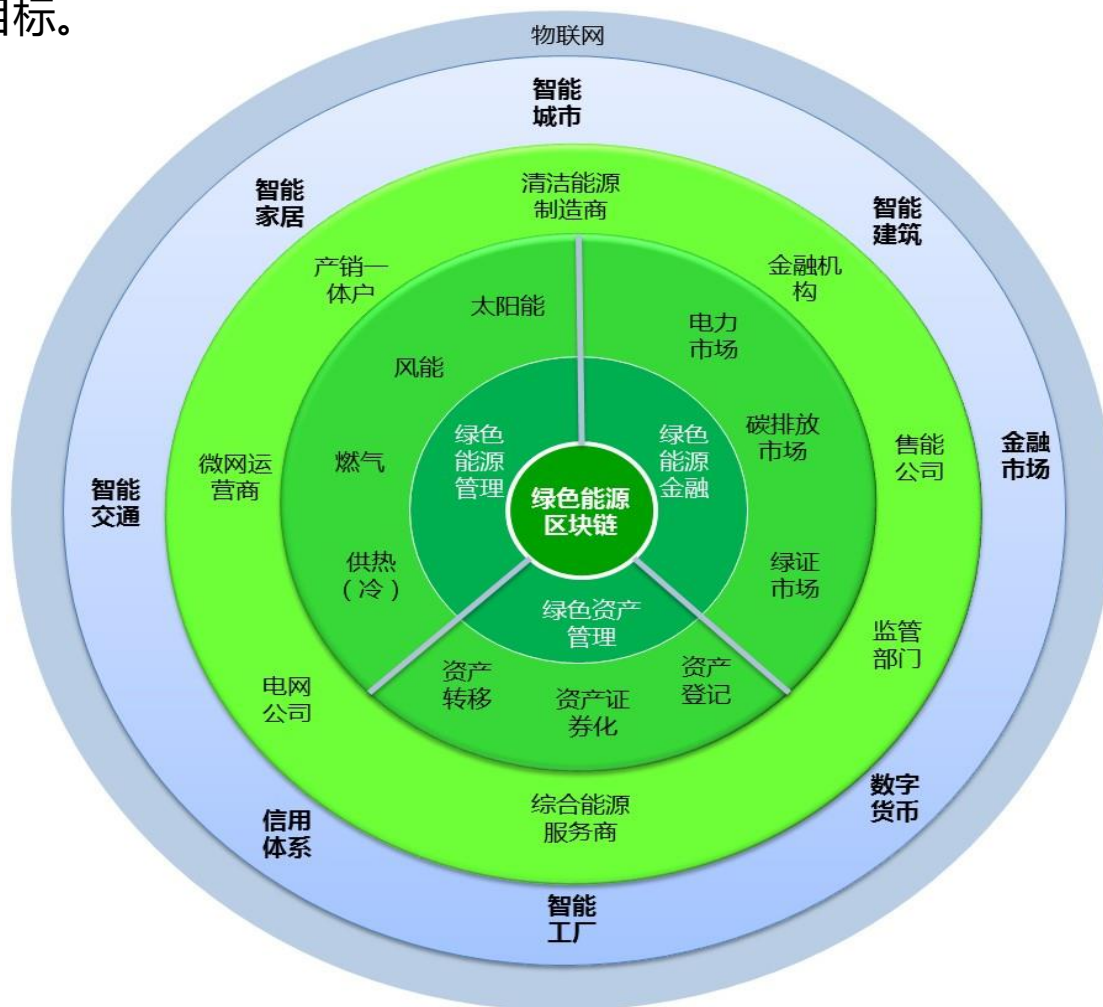 目标。
物联网
智能
城市
智能
家居
智能
建筑
清洁能源
制造商
产销一
体户
金融机
构
太阳能
电力
市场
风能
绿色
能源
管理
绿色
能源
金融
碳排放
市场
燃气
微网运
营商
售能
公司
金融
市场
智能
交通
绿色能源
区块链
供热
（冷）
绿证
市场
绿色资产
管理
监管
部门
资产
转移
资产证
券化
资产
登记
电网
公司
综合能源
服务商
数字
货币
信用
体系
智能
工厂